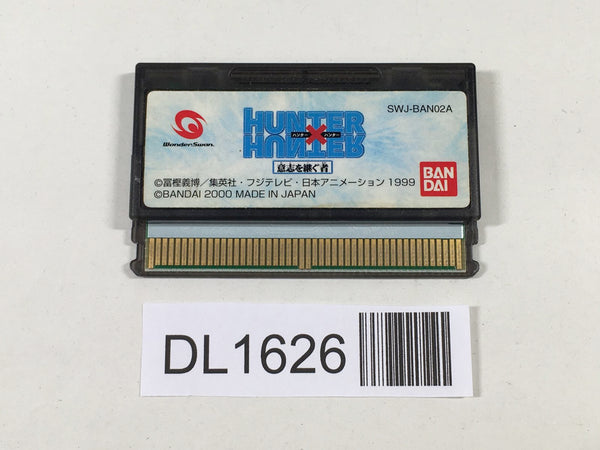 SWJ-BAN02A
WonderSwan
HUNTER
ハンター×ハンター
HUNTER
意志を継ぐ者
©冨樫義博／集英社・フジテレビ・日本アニメーション 1999
©BANDAI 2000 MADE IN JAPAN
BAN
DAI
DL1626